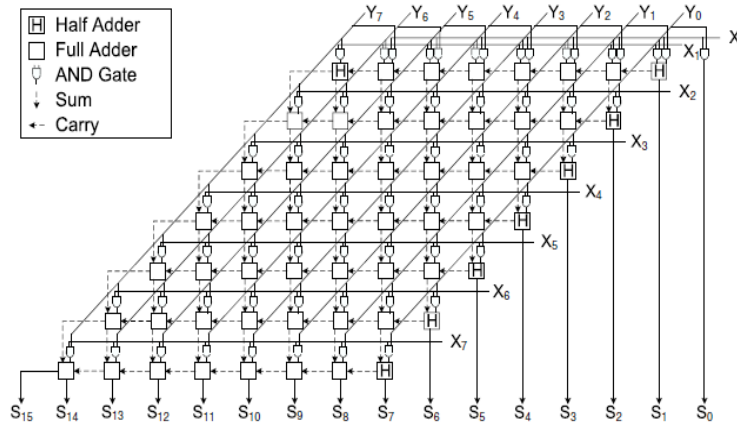 H Half Adder
Full Adder
AND Gate
Sum
Carry
Y7 Y6 Y5 Y4 Y3 Y2 Y1 Y0
X
X1
H H
X2
H
X3
H
X4
H
X5
H
X6
H
X7
H
S15 S14 S13 S12 S11 S10 S9 S8 S7 S6 S5 S4 S3 S2 S1 S0